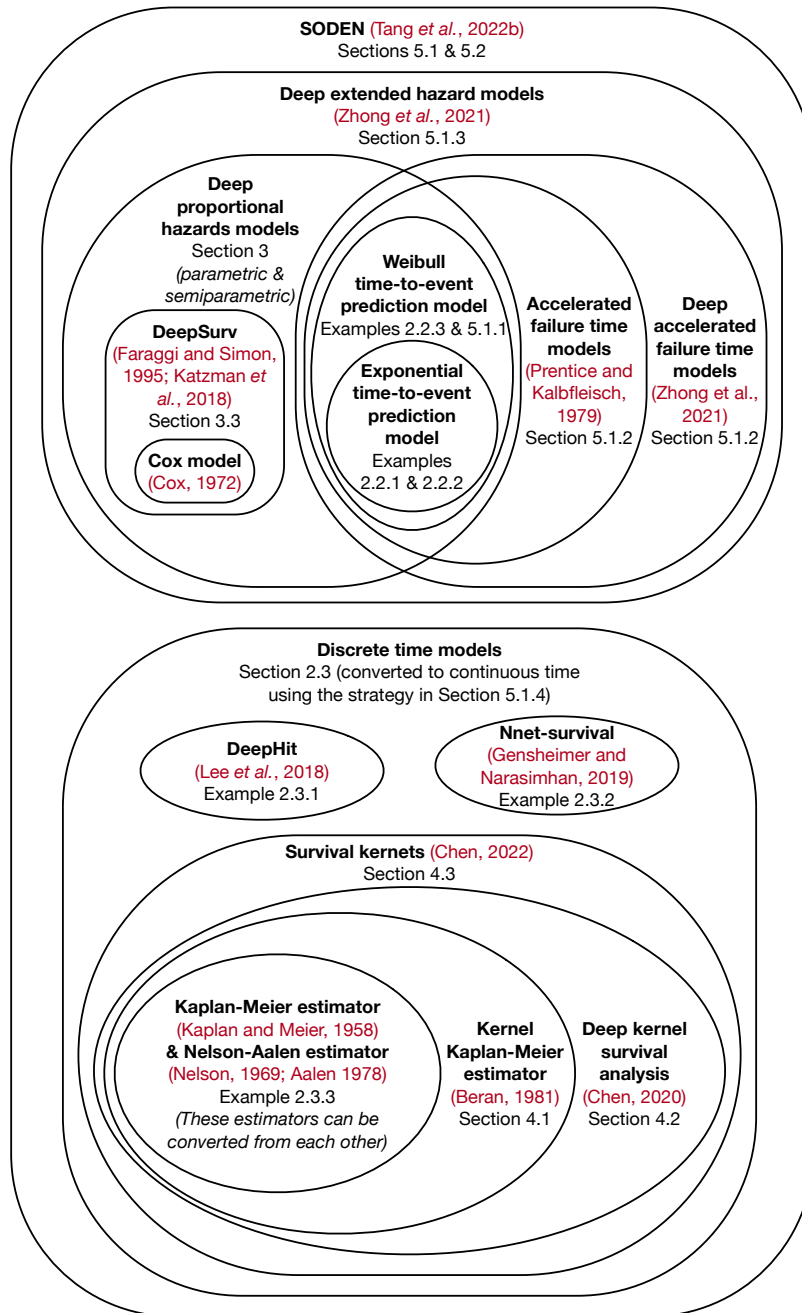 SODEN (Tang et al., 2022b)
Sections 5.1 & 5.2
Deep extended hazard models
(Zhong et al., 2021)
Section 5.1.3
Deep
proportional
hazards models
Section 3
(parametric &
semiparametric)
DeepSurv
(Faraggi and Simon,
1995; Katzman et
al., 2018)
Section 3.3
Cox model
(Cox, 1972)
Weibull
time-to-event
prediction model
Examples 2.2.3 & 5.1.1
Exponential
time-to-event
prediction
model
Examples
2.2.1 & 2.2.2
Accelerated
failure time
models
(Prentice and
Kalbfleisch,
1979)
Section 5.1.2
Deep
accelerated
failure time
models
(Zhong et al.,
2021)
Section 5.1.2
Discrete time models
Section 2.3 (converted to continuous time
using the strategy in Section 5.1.4)
DeepHit
(Lee et al., 2018)
Example 2.3.1
Nnet-survival
(Gensheimer and
Narasimhan, 2019)
Example 2.3.2
Survival kernets (Chen, 2022)
Section 4.3
Kaplan-Meier estimator
(Kaplan and Meier, 1958)
& Nelson-Aalen estimator
(Nelson, 1969; Aalen 1978)
Example 2.3.3
(These estimators can be
converted from each other)
Kernel
Kaplan-Meier
estimator
(Beran, 1981)
Section 4.1
Deep kernel
survival
analysis
(Chen, 2020)
Section 4.2